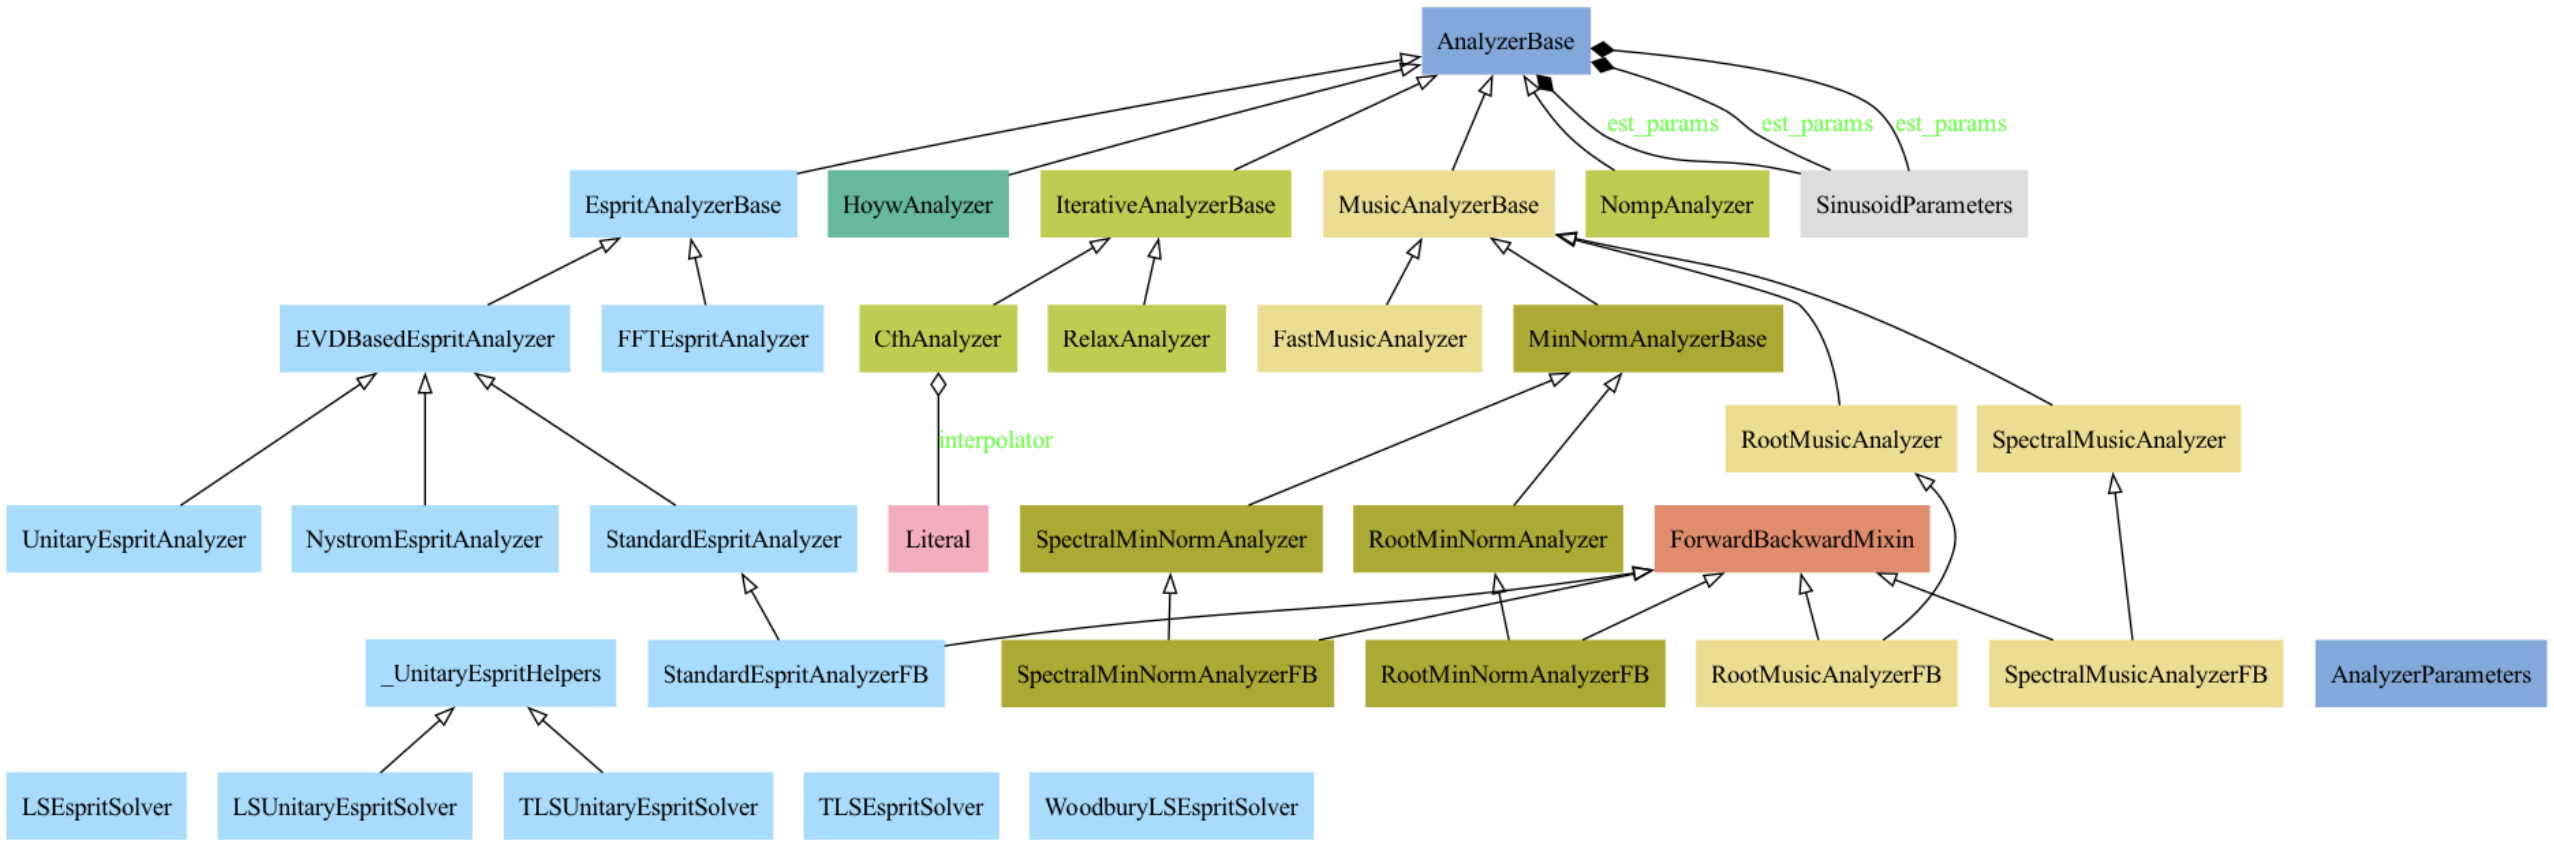 AnalyzerBase
est_params
est_params
est_params
EspritAnalyzerBase
HoywAnalyzer
IterativeAnalyzerBase
MusicAnalyzerBase
NompAnalyzer
SinusoidParameters
EVDBasedEspritAnalyzer
FFTEspritAnalyzer
CfhAnalyzer
RelaxAnalyzer
FastMusicAnalyzer
MinNormAnalyzerBase
interpolator
RootMusicAnalyzer
SpectralMusicAnalyzer
UnitaryEspritAnalyzer
NystromEspritAnalyzer
StandardEspritAnalyzer
Literal
SpectralMinNormAnalyzer
RootMinNormAnalyzer
ForwardBackwardMixin
_UnitaryEspritHelpers
StandardEspritAnalyzerFB
SpectralMinNormAnalyzerFB
RootMinNormAnalyzerFB
RootMusicAnalyzerFB
SpectralMusicAnalyzerFB
AnalyzerParameters
LSEspritSolver
LSUnitaryEspritSolver
TLSUnitaryEspritSolver
TLSEspritSolver
WoodburyLSEspritSolver